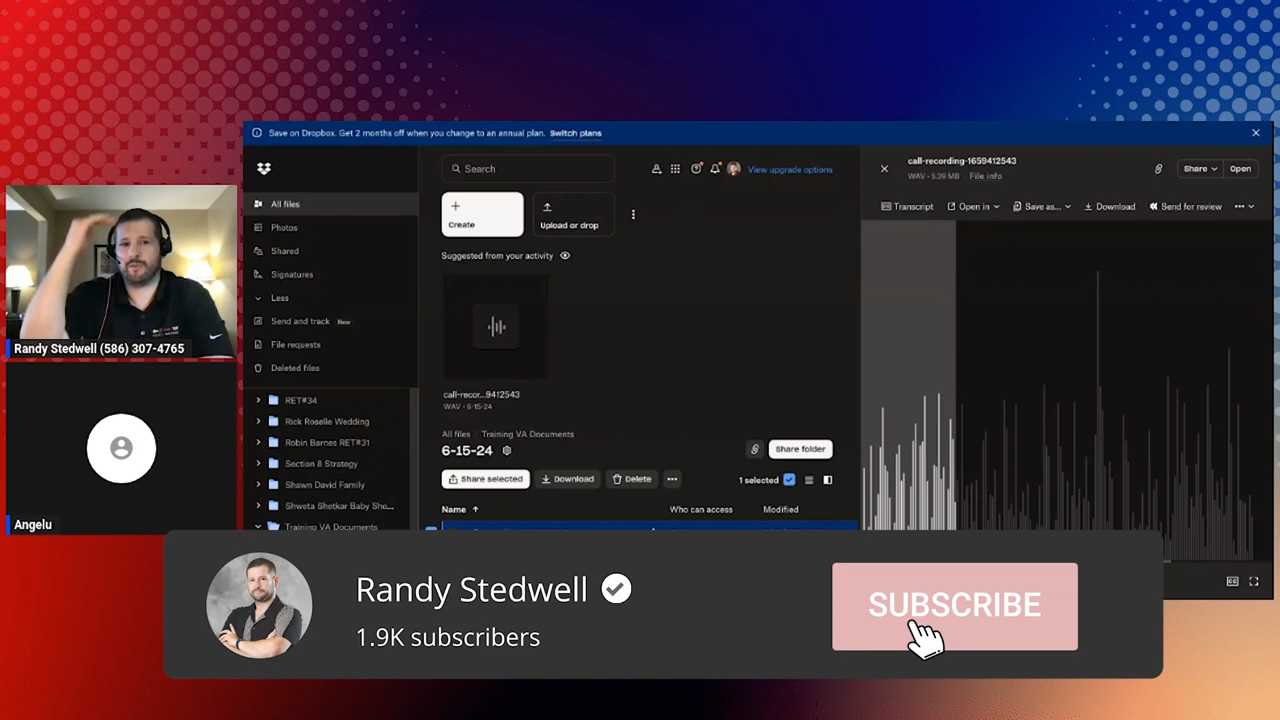 Save on Dropbox. Get 2 months off when you change to an annual plan. Switch plans
Search
View upgrade options
call-recording-1659412543
WAV • 5.39 MB File info
Share
Open
All files
Photos
Shared
Signatures
Less
Send and track New
File requests
Deleted files
Create
Upload or drop
Transcript
Open in
Save as...
Download
Send for review
Suggested from your activity
call-recor...9412543
WAV • 6-15-24
RET#34
Rick Roselle Wedding
Robin Barnes RET#31
Section 8 Strategy
Shawn David Family
Shweta Shetkar Baby Sho...
Training VA Documents
All files / Training VA Documents
6-15-24
Share folder
Share selected
Download
Delete
1 selected
Name
Who can access
Modified
Randy Stedwell (586) 307-4765
Angelu
Randy Stedwell
1.9K subscribers
SUBSCRIBE